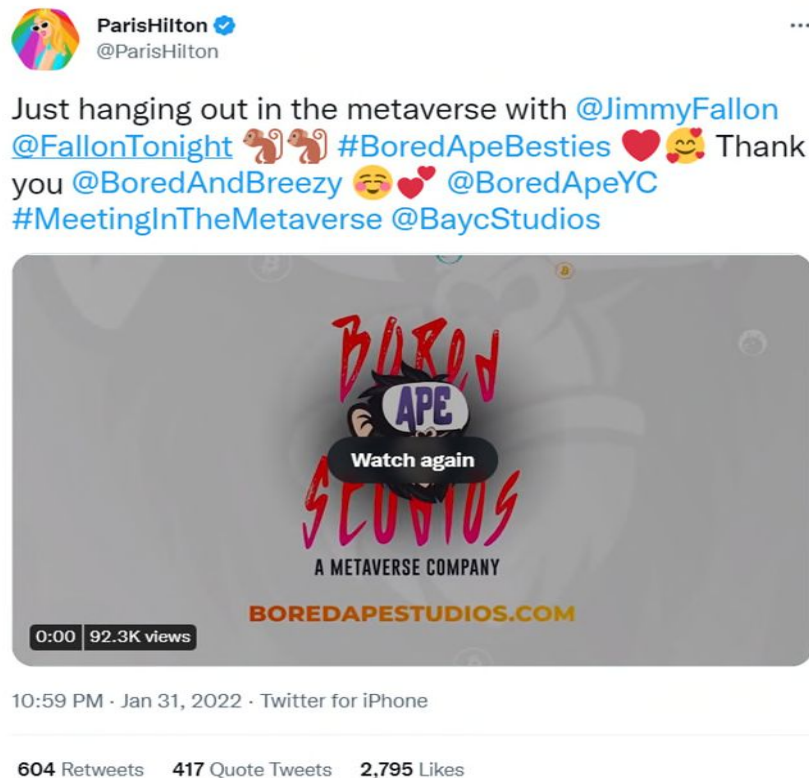 ParisHilton
@ParisHilton
Just hanging out in the metaverse with @JimmyFallon
@FallonTonight 🐒🐒 #BoredApeBesties ❤️🥰 Thank
you @BoredAndBreezy ☺️💕 @BoredApeYC
#MeetingInTheMetaverse @BaycStudios
BORED
APE
Watch again
STUDIOS
A METAVERSE COMPANY
BOREDAPESTUDIOS.COM
0:00 92.3K views
10:59 PM · Jan 31, 2022 · Twitter for iPhone
604 Retweets 417 Quote Tweets 2,795 Likes